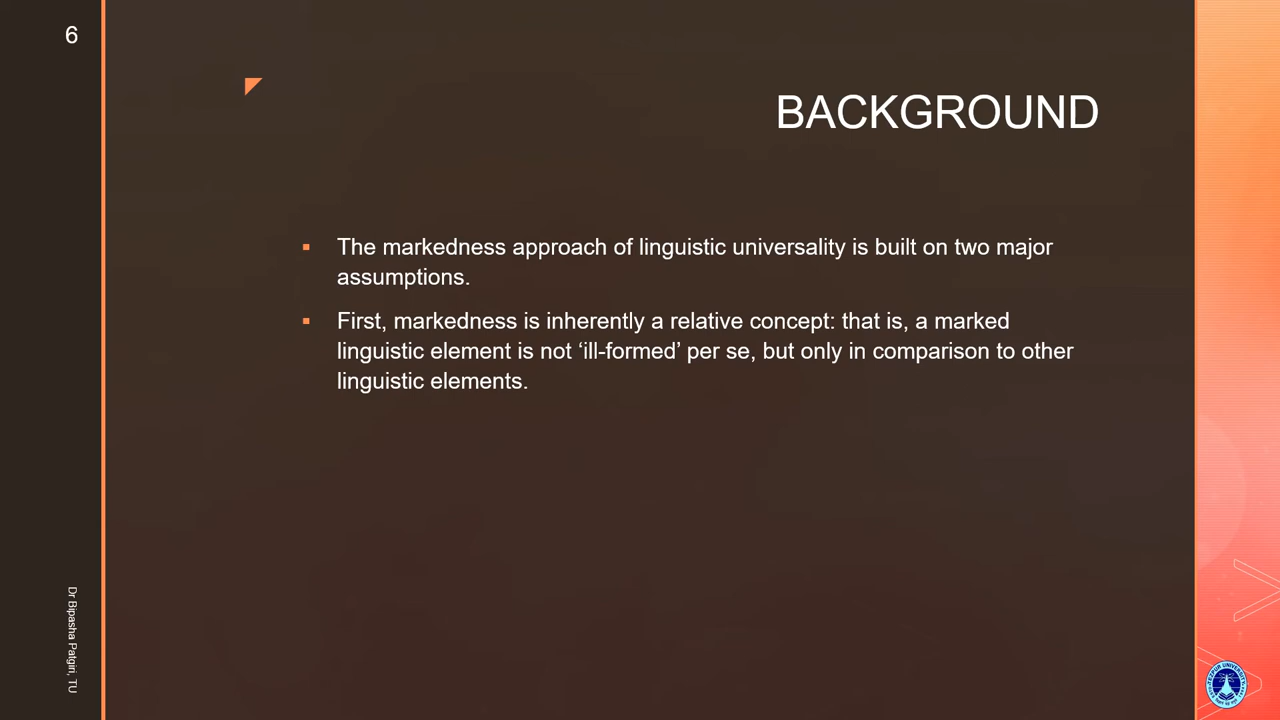 6
BACKGROUND
▪ The markedness approach of linguistic universality is built on two major
assumptions.
▪ First, markedness is inherently a relative concept: that is, a marked
linguistic element is not ‘ill-formed’ per se, but only in comparison to other
linguistic elements.
Dr Bipasha Patgiri, TU
TEZPUR UNIVERSITY